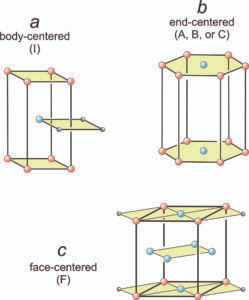 a
body-centered
(I)
b
end-centered
(A, B, or C)
c
face-centered
(F)